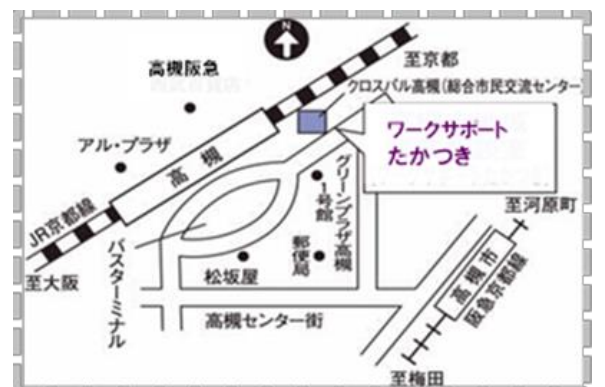 N
至京都
高槻阪急
クロスパル高槻(総合市民交流センター)
ワークサポート
たかつき
アル・プラザ
高槻
グリーンプラザ高槻
1号館
至河原町
JR京都線
バスターミナル
郵便局
高槻市
阪急京都線
至大阪
松坂屋
高槻センター街
至梅田